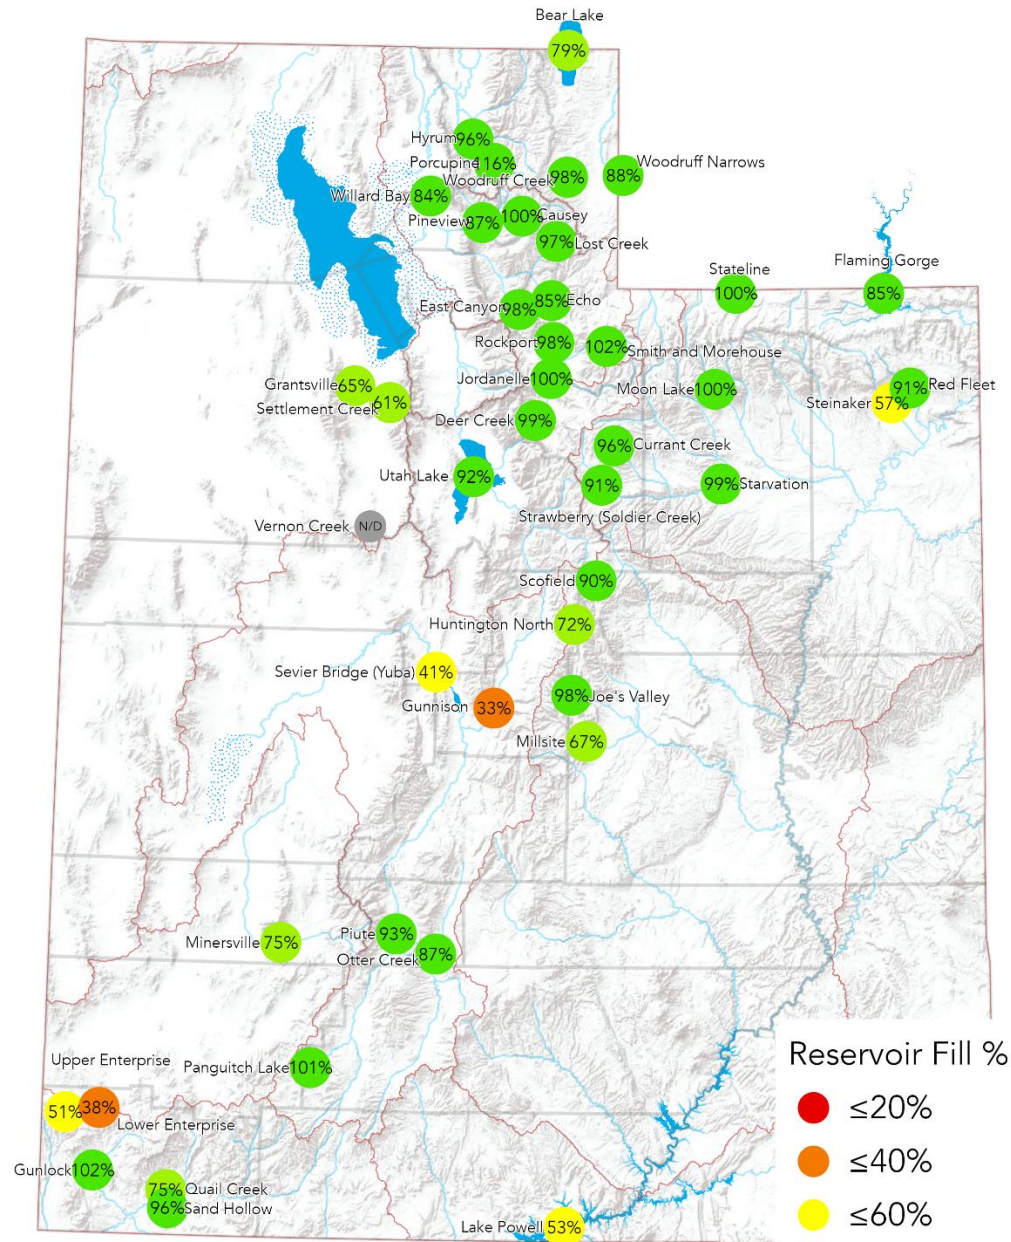 Bear Lake
79%
Hyrum 96%
Porcupine 116%
Woodruff Creek 98%
Woodruff Narrows
88%
Willard Bay 84%
Pineview 87%
100% Causey
97% Lost Creek
Stateline
100%
Flaming Gorge
85%
East Canyon 98%
85% Echo
Rockport 98%
102% Smith and Morehouse
Grantsville 65%
Settlement Creek 61%
Jordanelle 100%
Moon Lake 100%
91% Red Fleet
Steinaker 57%
Deer Creek 99%
96% Currant Creek
Utah Lake 92%
91%
Strawberry (Soldier Creek)
99% Starvation
Vernon Creek N/D
Scofield 90%
Huntington North 72%
Sevier Bridge (Yuba) 41%
Gunnison 33%
98% Joe's Valley
Millsite 67%
Minersville 75%
Piute 93%
Otter Creek 87%
Panguitch Lake 101%
Upper Enterprise
51%
38%
Lower Enterprise
Gunlock 102%
75% Quail Creek
96% Sand Hollow
Lake Powell 53%
Reservoir Fill %
≤20%
≤40%
≤60%